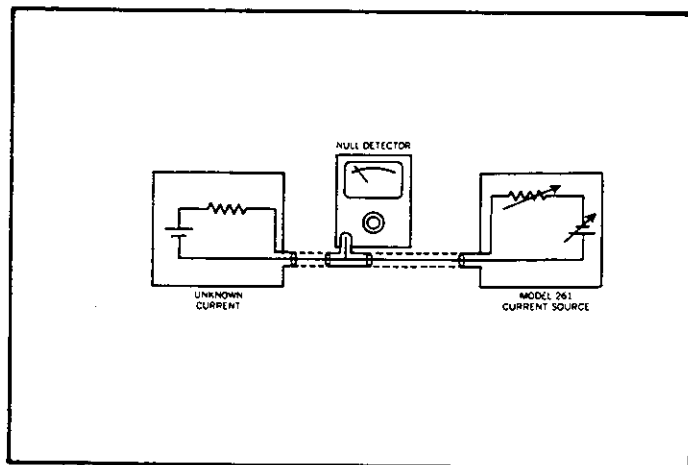 NULL DETECTOR
UNKNOWN
CURRENT
MODEL 261
CURRENT SOURCE